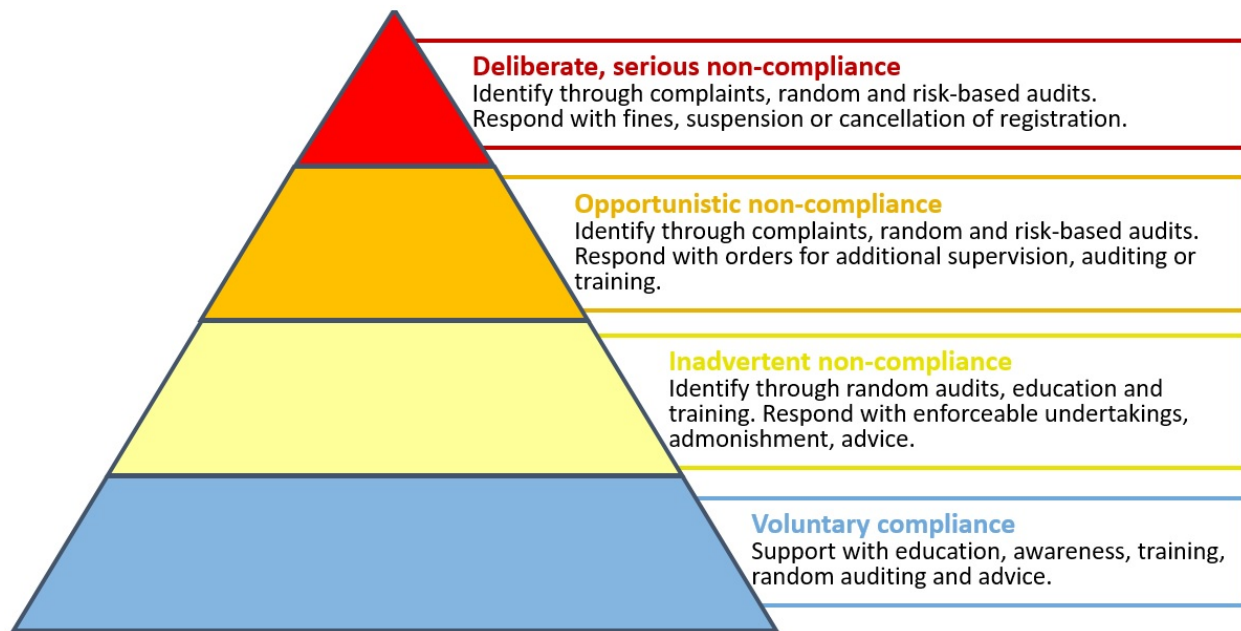 Deliberate, serious non-compliance
Identify through complaints, random and risk-based audits.
Respond with fines, suspension or cancellation of registration.
Opportunistic non-compliance
Identify through complaints, random and risk-based audits.
Respond with orders for additional supervision, auditing or
training.
Inadvertent non-compliance
Identify through random audits, education and
training. Respond with enforceable undertakings,
admonishment, advice.
Voluntary compliance
Support with education, awareness, training,
random auditing and advice.